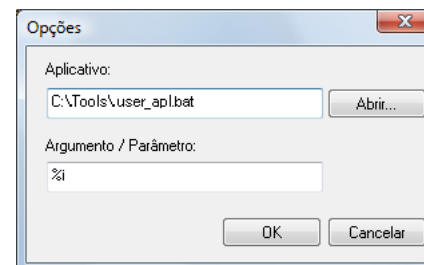 Opções
Aplicativo:
C:\Tools\user_apl.bat
Abrir...
Argumento / Parâmetro:
%i
OK
Cancelar